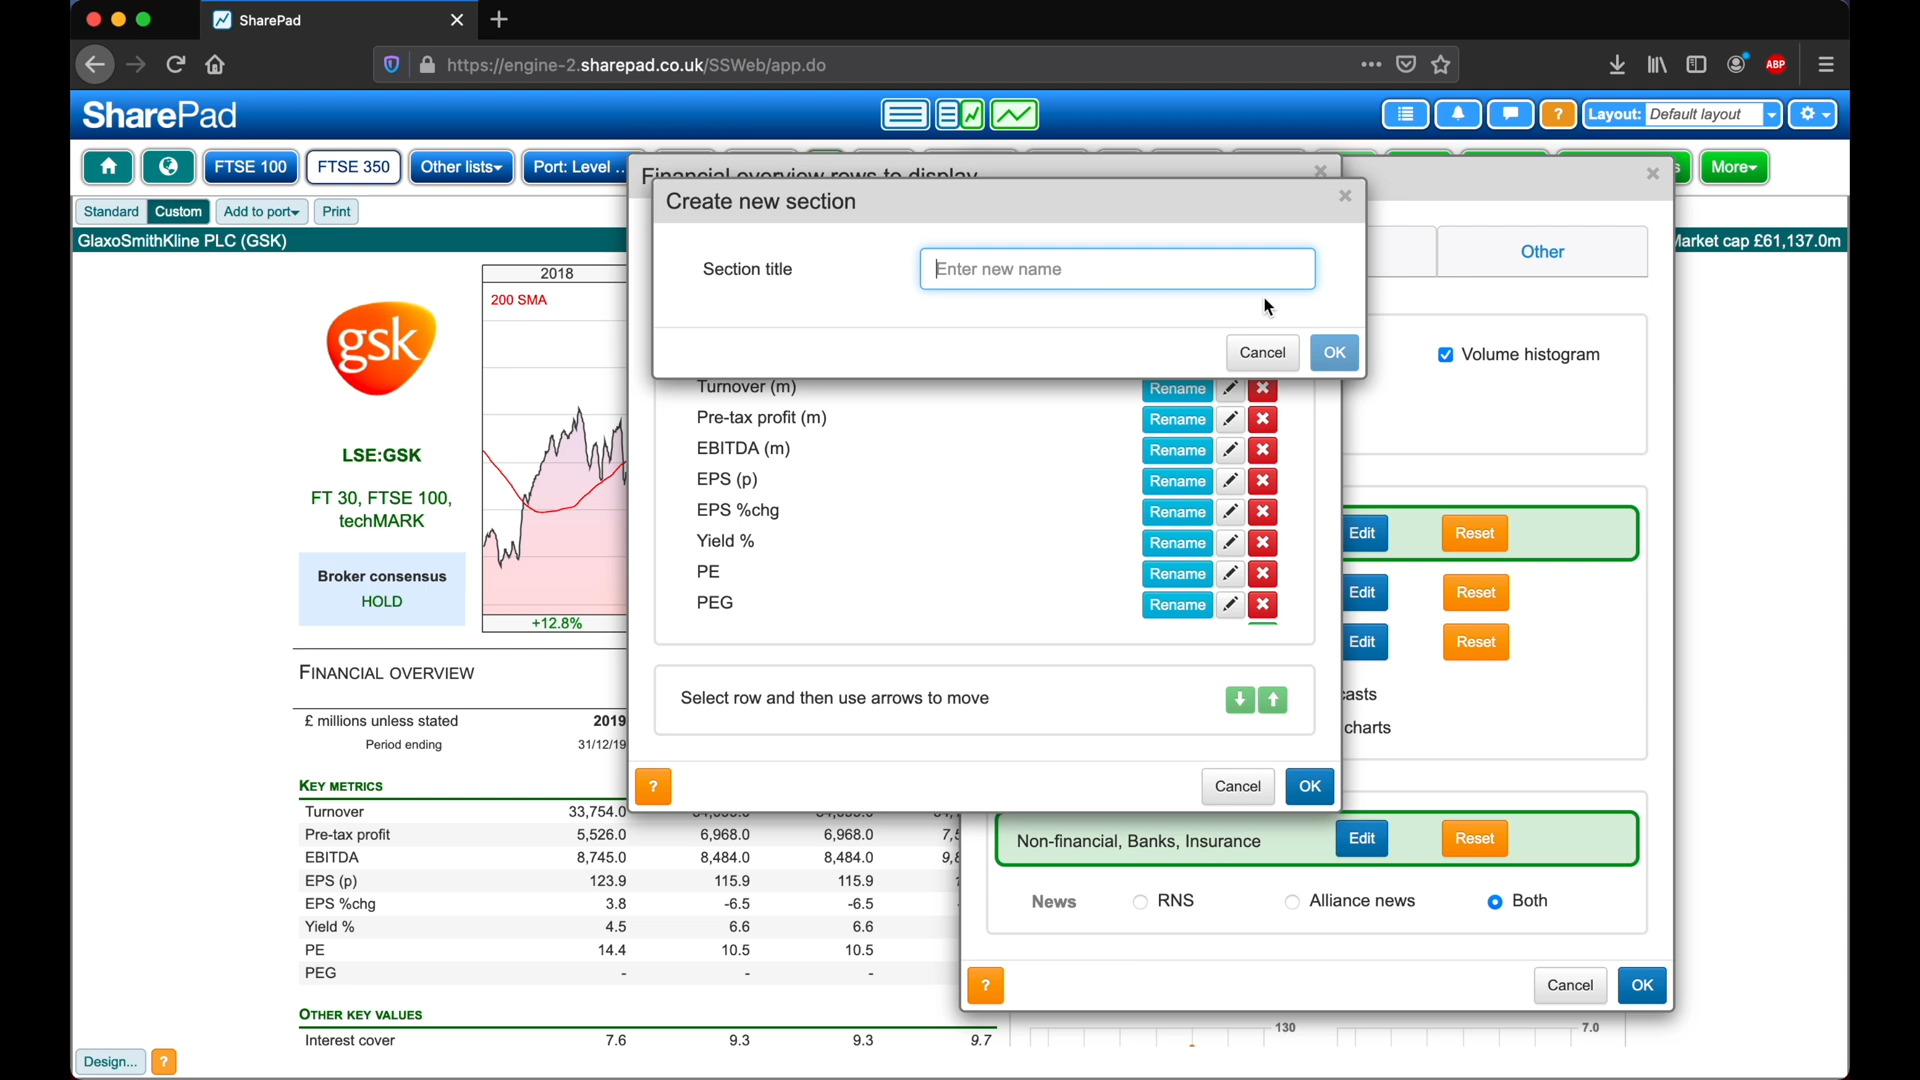 SharePad
https://engine-2.sharepad.co.uk/SSWeb/app.do
ABP
SharePad
?
Layout: Default layout
FTSE 100
FTSE 350
Other lists
Port: Level ..
More
Standard
Custom
Add to port
Print
GlaxoSmithKline PLC (GSK)
Market cap £61,137.0m
Financial overview rows to display
Create new section
Section title
Enter new name
Cancel
OK
Other
Volume histogram
2018
200 SMA
gsk
LSE:GSK
FT 30, FTSE 100,
techMARK
Broker consensus
HOLD
+12.8%
Turnover (m)
Rename
Pre-tax profit (m)
Rename
EBITDA (m)
Rename
EPS (p)
Rename
EPS %chg
Rename
Yield %
Rename
PE
Rename
PEG
Rename
Edit
Reset
Edit
Reset
Edit
Reset
casts
charts
Select row and then use arrows to move
?
Cancel
OK
FINANCIAL OVERVIEW
£ millions unless stated 2019
Period ending 31/12/19
KEY METRICS
Turnover 33,754.0
Pre-tax profit 5,526.0 6,968.0 6,968.0
EBITDA 8,745.0 8,484.0 8,484.0
EPS (p) 123.9 115.9 115.9
EPS %chg 3.8 -6.5 -6.5
Yield % 4.5 6.6 6.6
PE 14.4 10.5 10.5
PEG - - -
OTHER KEY VALUES
Interest cover 7.6 9.3 9.3 9.7
Non-financial, Banks, Insurance
Edit
Reset
News
RNS
Alliance news
Both
?
Cancel
OK
130
7.0
Design...
?